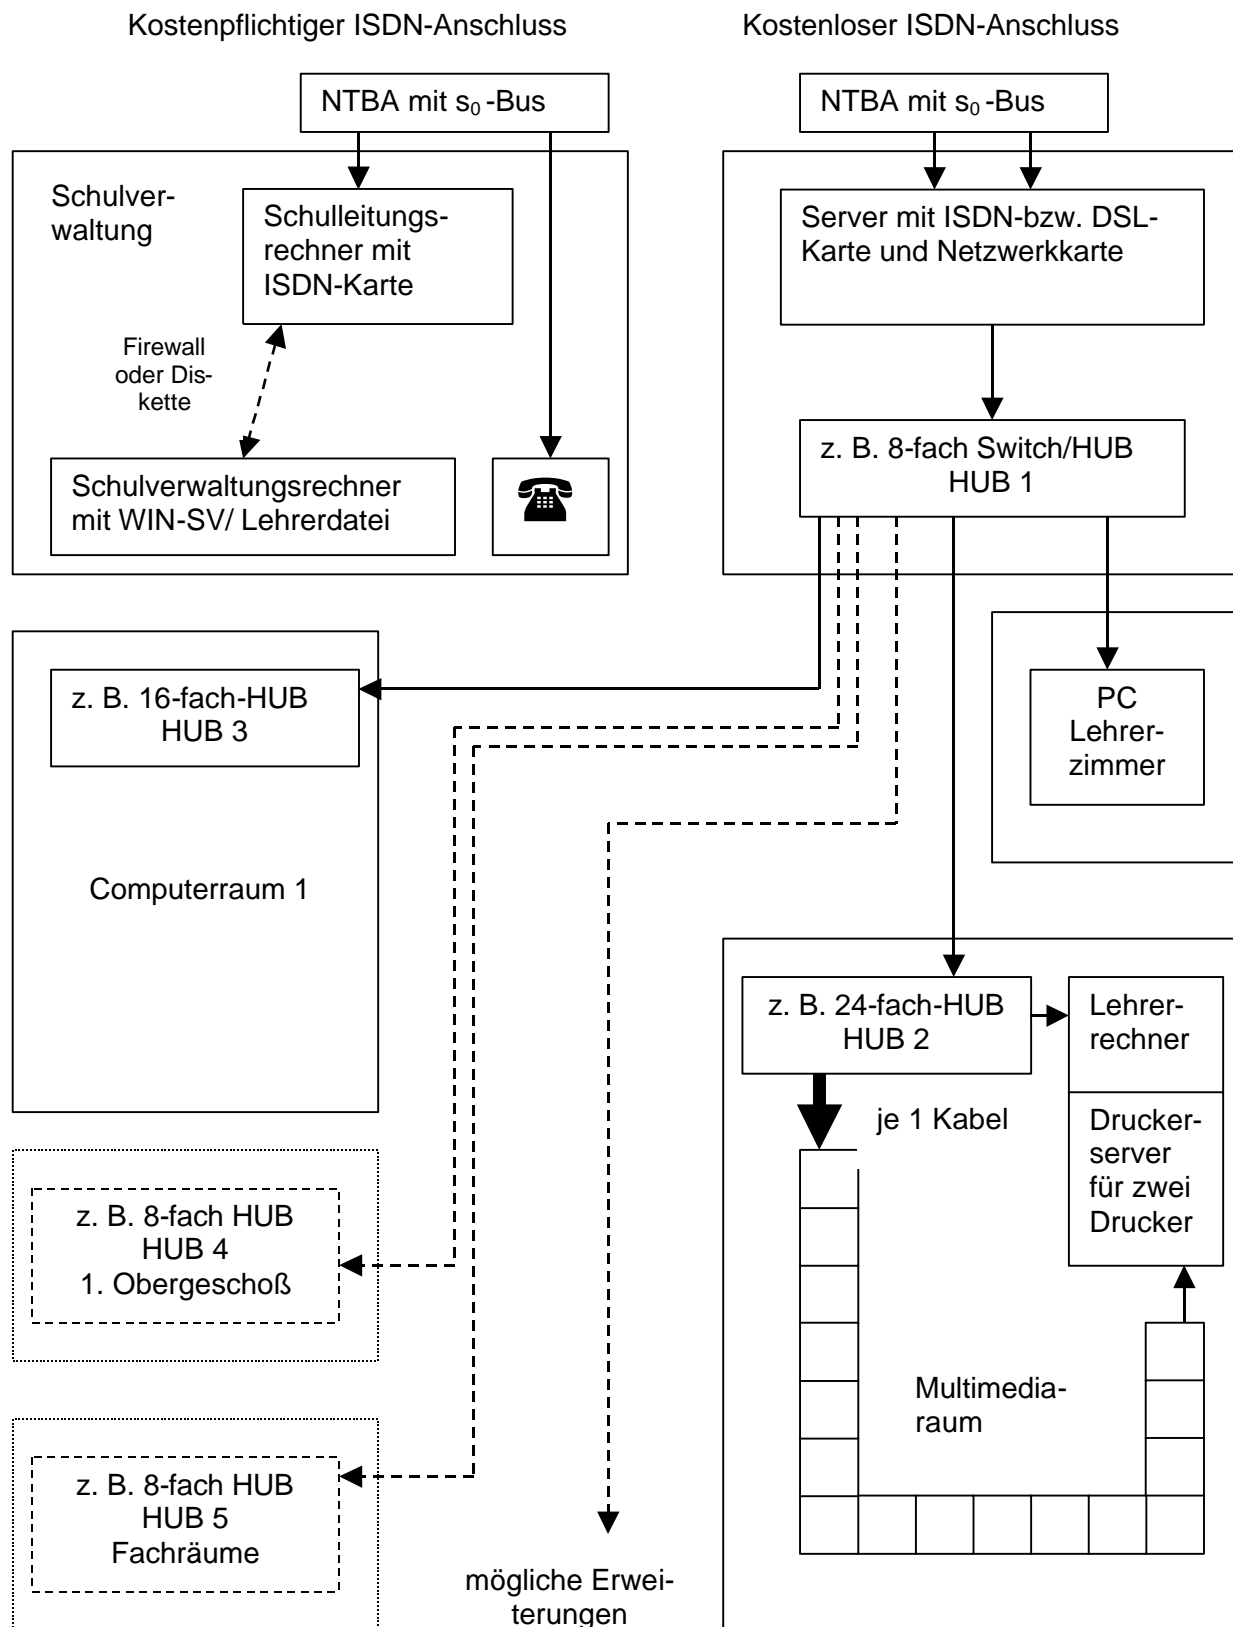 Kostenpflichtiger ISDN-Anschluss
Kostenloser ISDN-Anschluss
NTBA mit s₀ -Bus
NTBA mit s₀ -Bus
Schulver-
waltung
Schulleitungs-
rechner mit
ISDN-Karte
Server mit ISDN-bzw. DSL-
Karte und Netzwerkkarte
Firewall
oder Dis-
kette
Schulverwaltungsrechner
mit WIN-SV/ Lehrerdatei
z. B. 8-fach Switch/HUB
HUB 1
z. B. 16-fach-HUB
HUB 3
PC
Lehrer-
zimmer
Computerraum 1
z. B. 24-fach-HUB
HUB 2
Lehrer-
rechner
je 1 Kabel
Drucker-
server
für zwei
Drucker
z. B. 8-fach HUB
HUB 4
1. Obergeschoß
Multimedia-
raum
z. B. 8-fach HUB
HUB 5
Fachräume
mögliche Erwei-
terungen